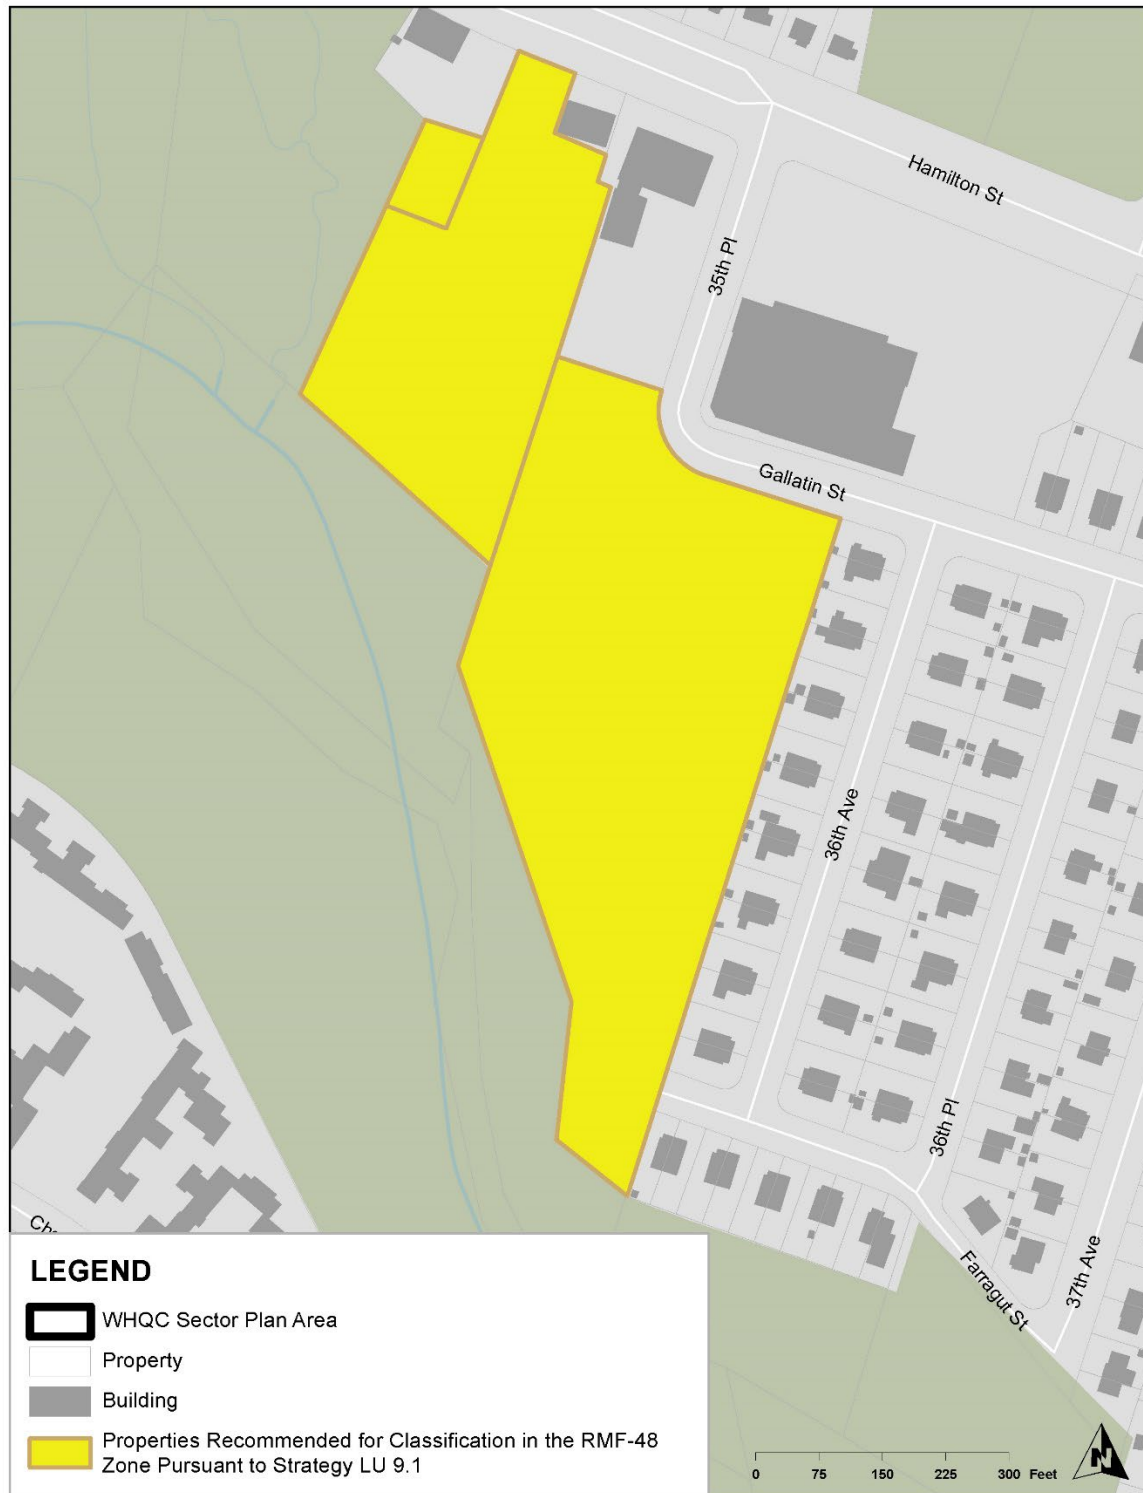 Hamilton St
35th Pl
Gallatin St
36th Ave
36th Pl
37th Ave
Farragut St
LEGEND
WHQC Sector Plan Area
Property
Building
Properties Recommended for Classification in the RMF-48
Zone Pursuant to Strategy LU 9.1
0 75 150 225 300 Feet
N